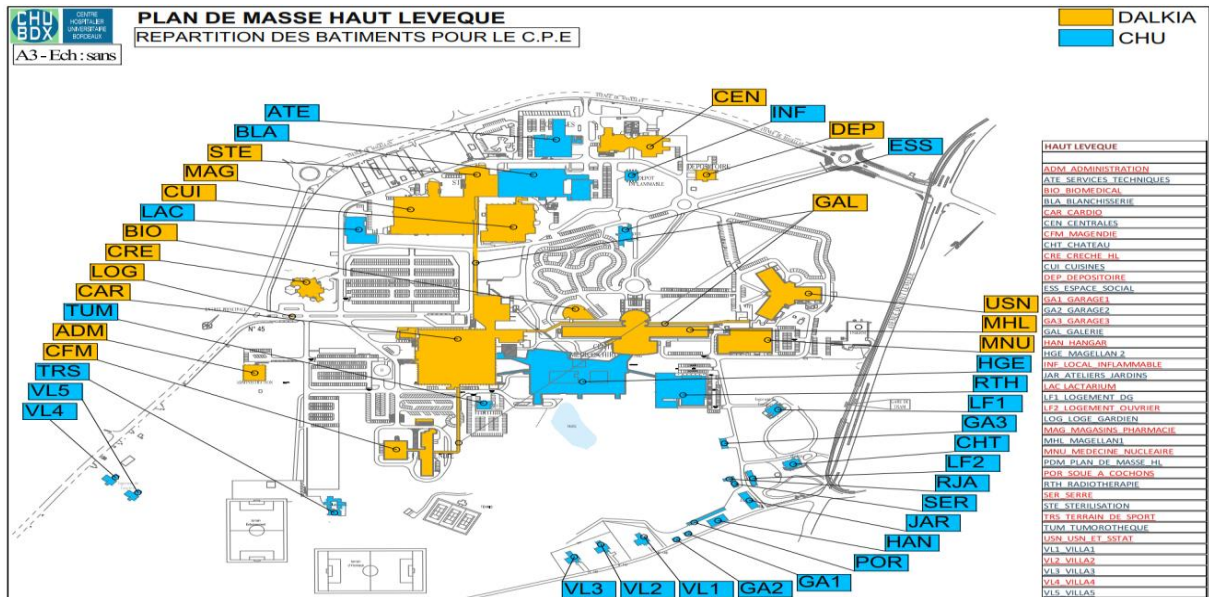 CHU
BDX
CENTRE
HOSPITALIER
UNIVERSITAIRE
BORDEAUX
PLAN DE MASSE HAUT LEVEQUE
REPARTITION DES BATIMENTS POUR LE C.P.E
A3 - Ech : sans
DALKIA
CHU
ATE
BLA
STE
MAG
CUI
LAC
BIO
CRE
LOG
CAR
TUM
ADM
CFM
TRS
VL5
VL4
CEN
INF
DEP
ESS
GAL
USN
MHL
MNU
HGE
RTH
LF1
GA3
CHT
LF2
RJA
SER
JAR
HAN
POR
GA1
GA2
VL1
VL2
VL3
N° 45
HAUT LEVEQUE
ADM_ADMINISTRATION
ATE_SERVICES_TECHNIQUES
BIO_BIOMEDICAL
BLA_BLANCHISSERIE
CAR_CARDIO
CEN_CENTRALES
CFM_MAGENDIE
CHT_CHATEAU
CRE_CRECHE_HL
CUI_CUISINES
DEP_DEPOSITOIRE
ESS_ESPACE_SOCIAL
GA1_GARAGE1
GA2_GARAGE2
GA3_GARAGE3
GAL_GALERIE
HAN_HANGAR
HGE_MAGELLAN 2
INF_LOCAL_INFLAMMABLE
JAR_ATELIERS_JARDINS
LAC_LACTARIUM
LF1_LOGEMENT_DG
LF2_LOGEMENT_OUVRIER
LOG_LOGE_GARDIEN
MAG_MAGASINS_PHARMACIE
MHL_MAGELLAN1
MNU_MEDECINE_NUCLEAIRE
PDM_PLAN_DE_MASSE_HL
POR_SOUE_A_COCHONS
RTH_RADIOTHERAPIE
SER_SERRE
STE_STERILISATION
TRS_TERRAIN_DE_SPORT
TUM_TUMOROTHEQUE
USN_USN_ET_SSTAT
VL1_VILLA1
VL2_VILLA2
VL3_VILLA3
VL4_VILLA4
VL5_VILLA5